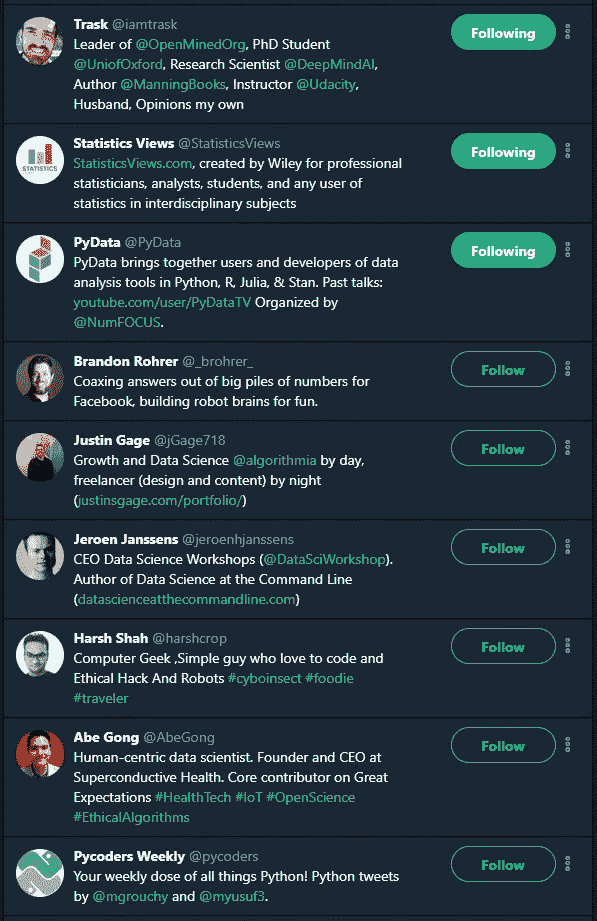 Trask @iamtrask
Following
Leader of @OpenMinedOrg, PhD Student
@UniofOxford, Research Scientist @DeepMindAI,
Author @ManningBooks, Instructor @Udacity,
Husband, Opinions my own
STATISTICS
Statistics Views @StatisticsViews
Following
StatisticsViews.com, created by Wiley for professional
statisticians, analysts, students, and any user of
statistics in interdisciplinary subjects
PyData @PyData
Following
PyData brings together users and developers of data
analysis tools in Python, R, Julia, & Stan. Past talks:
youtube.com/user/PyDataTV Organized by
@NumFOCUS.
Brandon Rohrer @_brohrer_
Follow
Coaxing answers out of big piles of numbers for
Facebook, building robot brains for fun.
Justin Gage @jGage718
Follow
Growth and Data Science @algorithmia by day,
freelancer (design and content) by night
(justinsgage.com/portfolio/)
Jeroen Janssens @jeroenhjanssens
Follow
CEO Data Science Workshops (@DataSciWorkshop).
Author of Data Science at the Command Line
(datascienceatthecommandline.com)
Harsh Shah @harshcrop
Follow
Computer Geek ,Simple guy who love to code and
Ethical Hack And Robots #cyboinsect #foodie
#traveler
Abe Gong @AbeGong
Follow
Human-centric data scientist. Founder and CEO at
Superconductive Health. Core contributor on Great
Expectations #HealthTech #IoT #OpenScience
#EthicalAlgorithms
Pycoders Weekly @pycoders
Follow
Your weekly dose of all things Python! Python tweets
by @mgrouchy and @myusuf3.